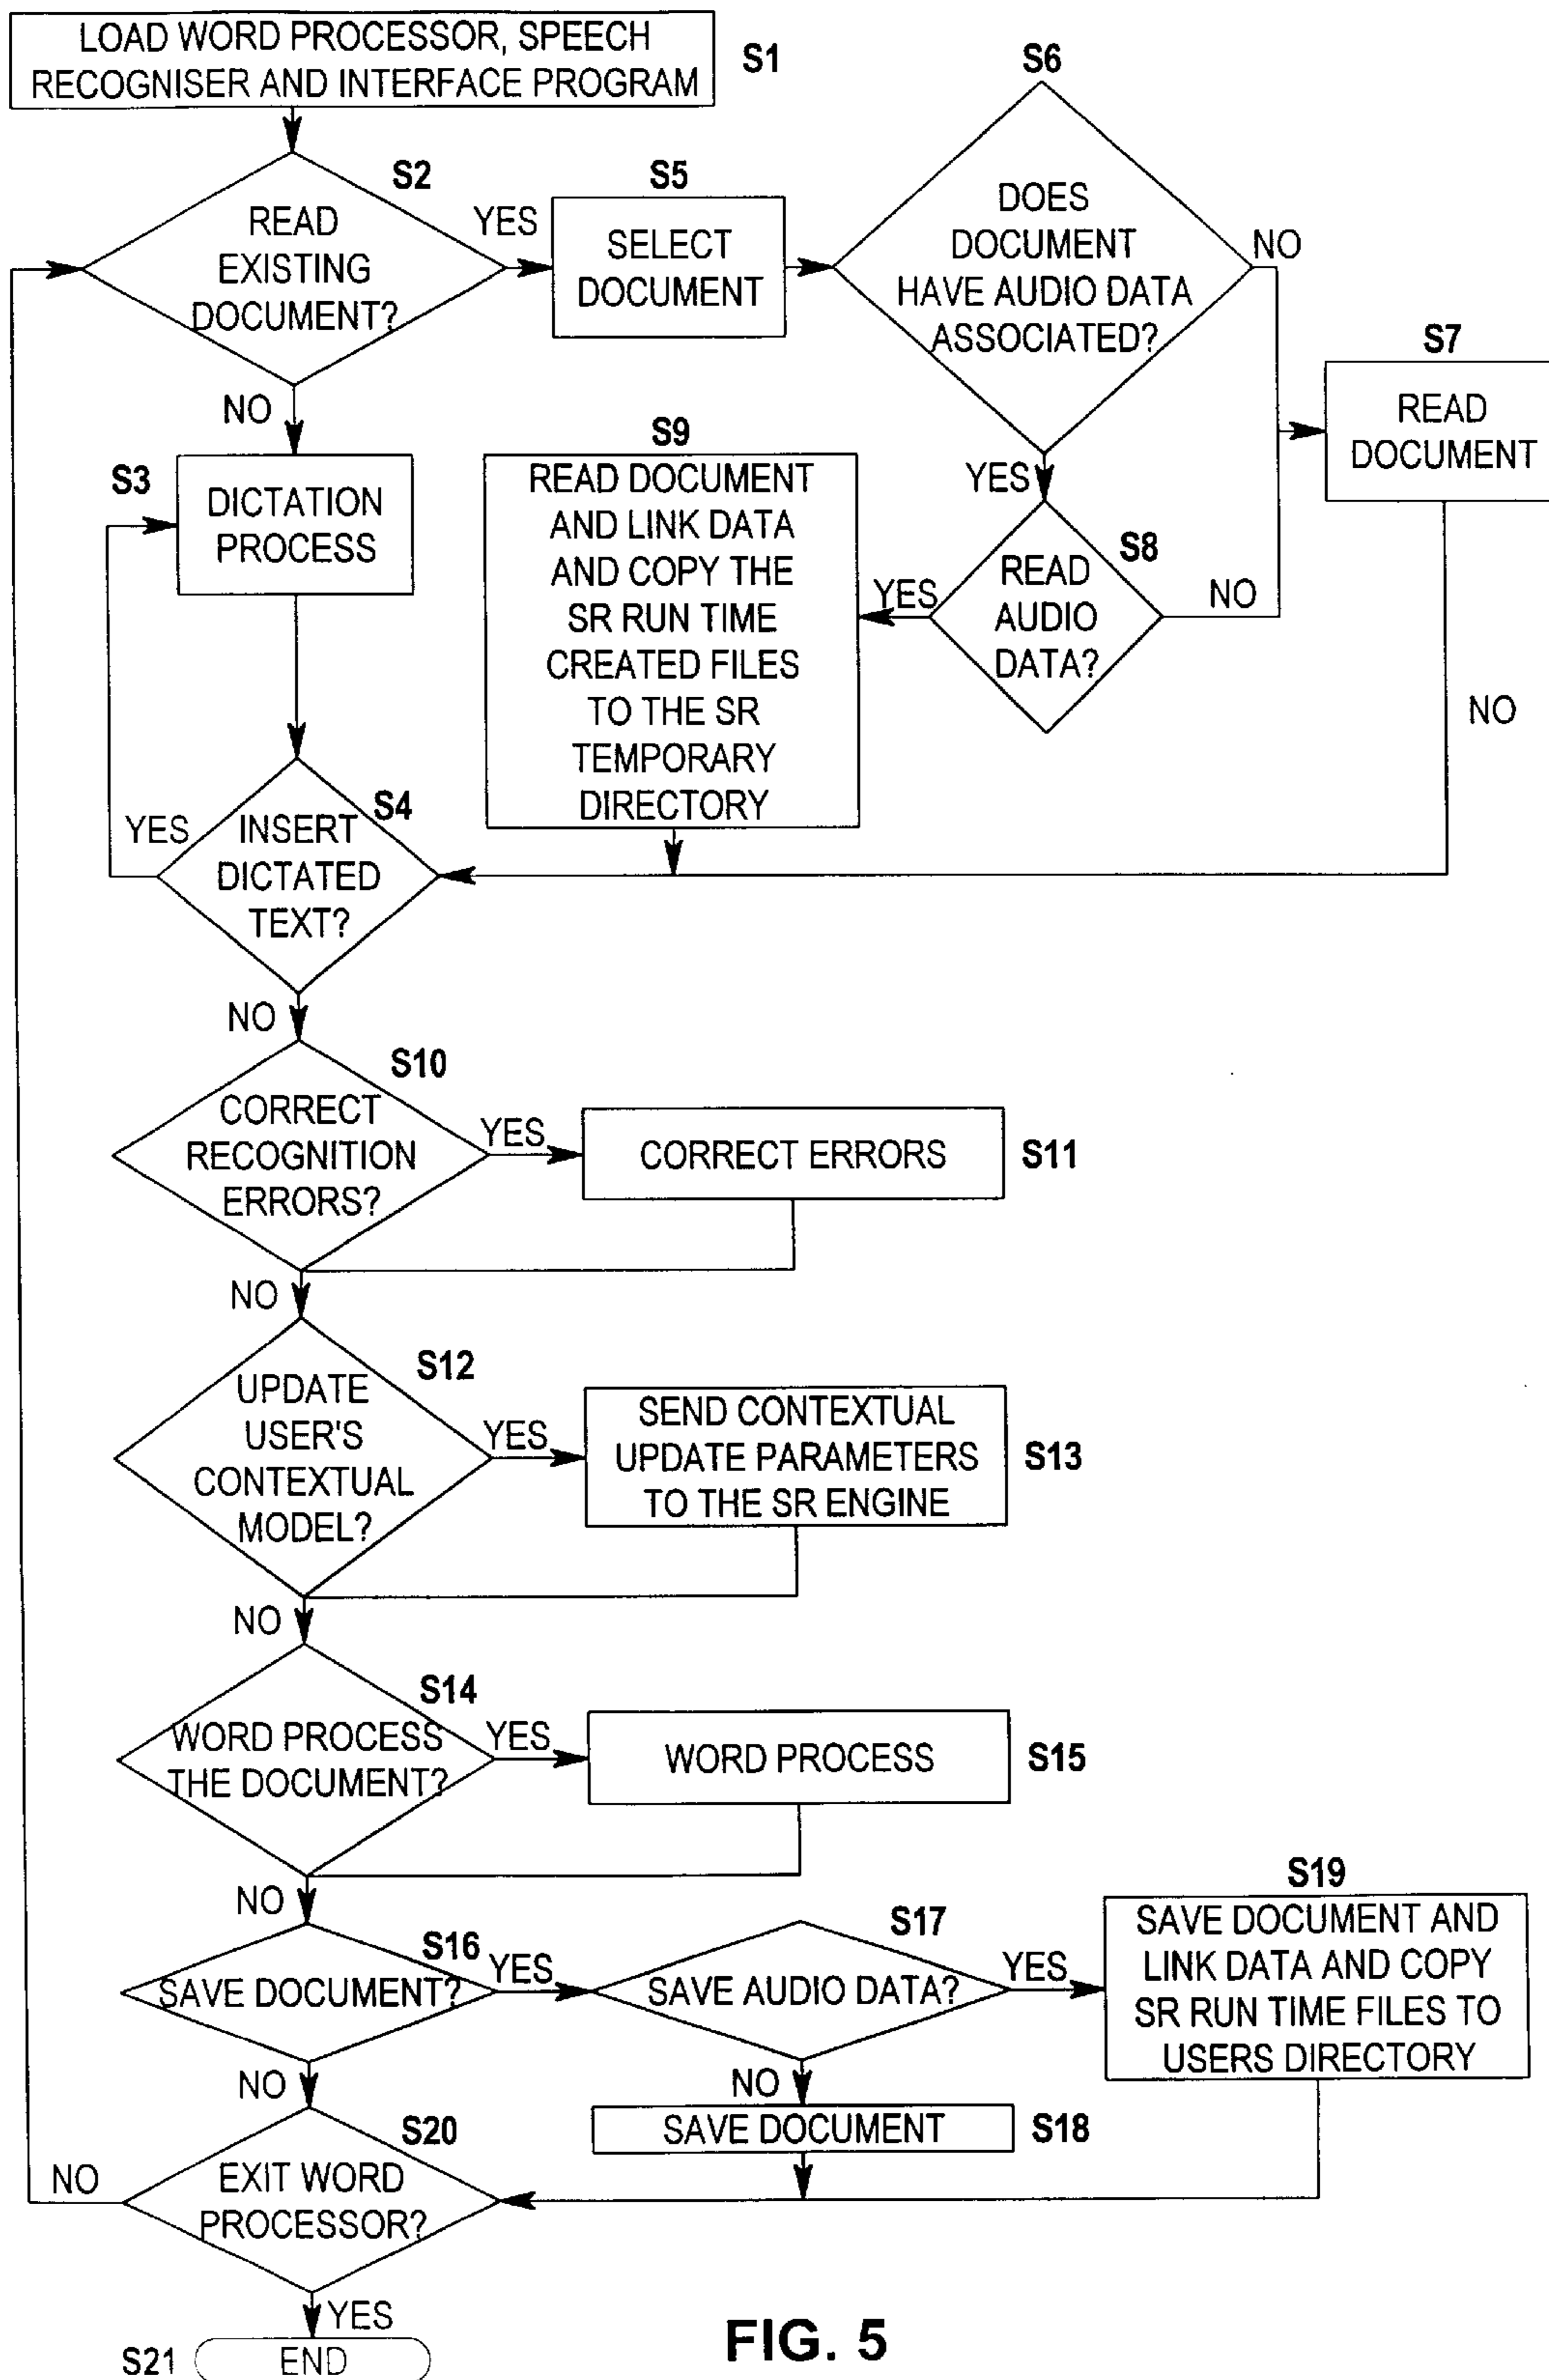 LOAD WORD PROCESSOR, SPEECH
RECOGNISER AND INTERFACE PROGRAM
S1
S2
READ
EXISTING
DOCUMENT?
YES
NO
S5
SELECT
DOCUMENT
S6
DOES
DOCUMENT
HAVE AUDIO DATA
ASSOCIATED?
NO
YES
S7
READ
DOCUMENT
NO
S8
READ
AUDIO
DATA?
NO
YES
S9
READ DOCUMENT
AND LINK DATA
AND COPY THE
SR RUN TIME
CREATED FILES
TO THE SR
TEMPORARY
DIRECTORY
S3
DICTATION
PROCESS
S4
INSERT
DICTATED
TEXT?
YES
NO
S10
CORRECT
RECOGNITION
ERRORS?
YES
CORRECT ERRORS
S11
NO
S12
UPDATE
USER'S
CONTEXTUAL
MODEL?
YES
SEND CONTEXTUAL
UPDATE PARAMETERS
TO THE SR ENGINE
S13
NO
S14
WORD PROCESS
THE DOCUMENT?
YES
WORD PROCESS
S15
NO
S16
SAVE DOCUMENT?
YES
S17
SAVE AUDIO DATA?
YES
S19
SAVE DOCUMENT AND
LINK DATA AND COPY
SR RUN TIME FILES TO
USERS DIRECTORY
NO
NO
SAVE DOCUMENT
S18
S20
EXIT WORD
PROCESSOR?
NO
YES
S21
END
FIG. 5